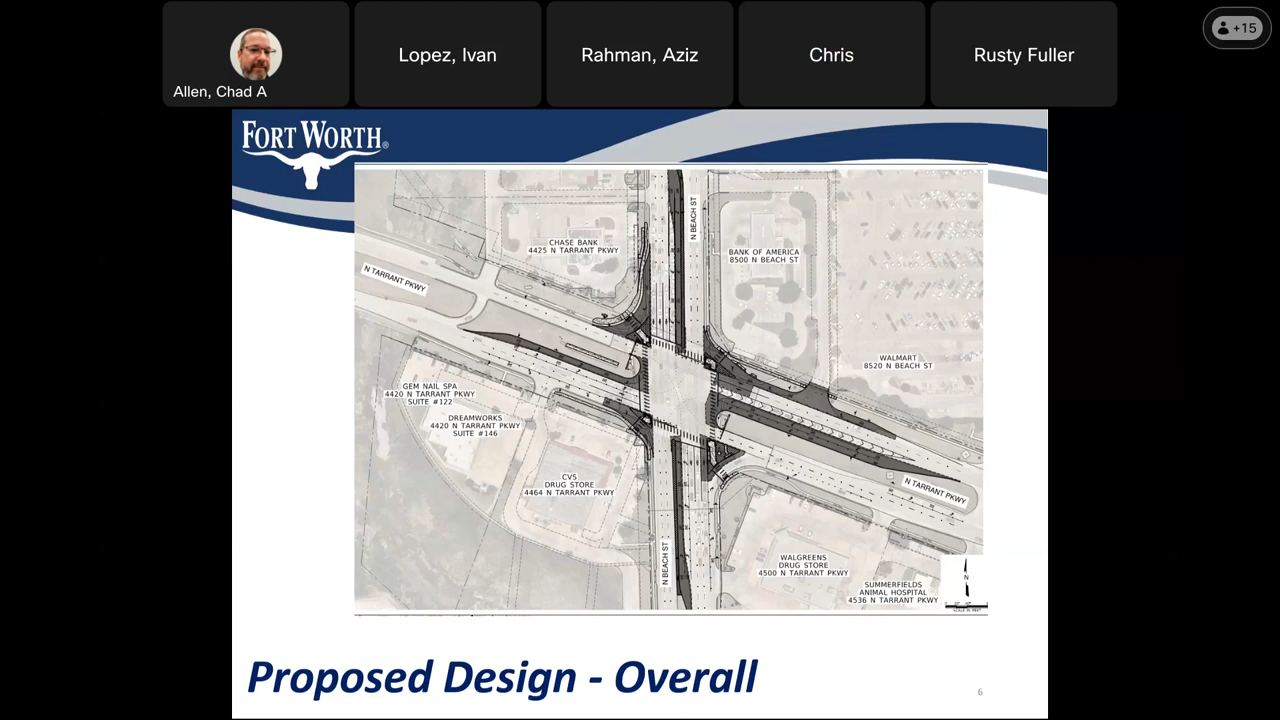 +15
Allen, Chad A
Lopez, Ivan
Rahman, Aziz
Chris
Rusty Fuller
FORT WORTH®
N BEACH ST
CHASE BANK
4425 N TARRANT PKWY
BANK OF AMERICA
8500 N BEACH ST
N TARRANT PKWY
WALMART
8520 N BEACH ST
GEM NAIL SPA
4420 N TARRANT PKWY
SUITE #122
DREAMWORKS
4420 N TARRANT PKWY
SUITE #146
CVS
DRUG STORE
4464 N TARRANT PKWY
N TARRANT PKWY
N BEACH ST
WALGREENS
DRUG STORE
4500 N TARRANT PKWY
SUMMERFIELDS
ANIMAL HOSPITAL
4536 N TARRANT PKWY
N
SCALE IN FEET
Proposed Design - Overall
6